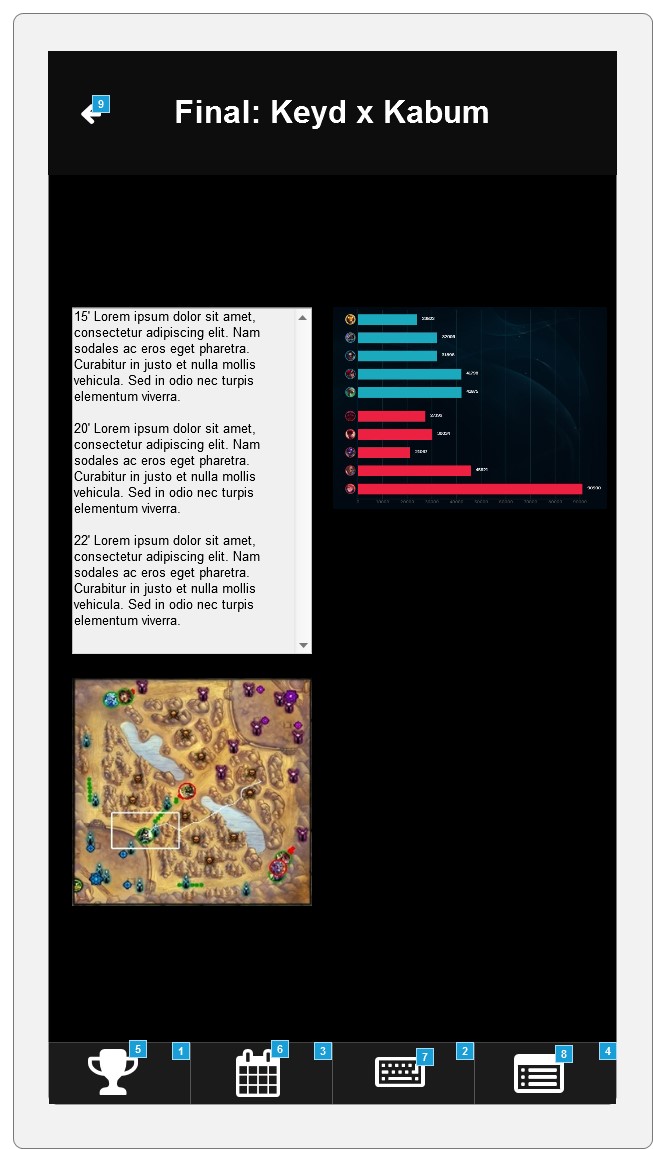 9
Final: Keyd x Kabum
15' Lorem ipsum dolor sit amet,
consectetur adipiscing elit. Nam
sodales ac eros eget pharetra.
Curabitur in justo et nulla mollis
vehicula. Sed in odio nec turpis
elementum viverra.
20' Lorem ipsum dolor sit amet,
consectetur adipiscing elit. Nam
sodales ac eros eget pharetra.
Curabitur in justo et nulla mollis
vehicula. Sed in odio nec turpis
elementum viverra.
22' Lorem ipsum dolor sit amet,
consectetur adipiscing elit. Nam
sodales ac eros eget pharetra.
Curabitur in justo et nulla mollis
vehicula. Sed in odio nec turpis
elementum viverra.
5 1 6 3 7 2 8 4